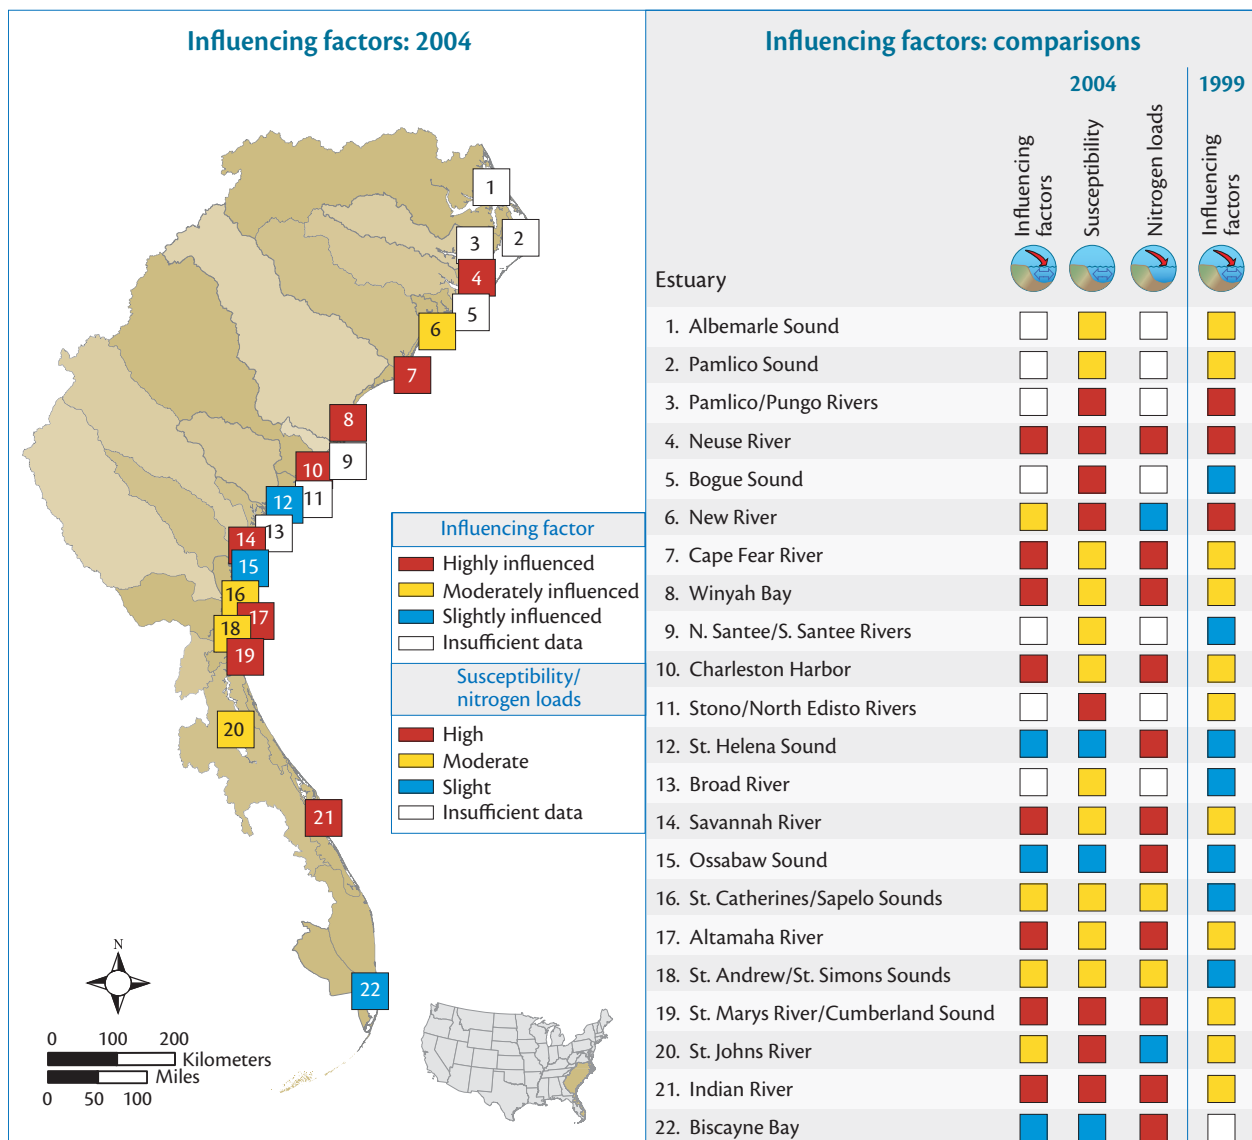 Influencing factors: 2004
1
2
3
4
5
6
7
8
9
10
11
12
13
14
15
16
17
18
19
20
21
22
Influencing factor
Highly influenced
Moderately influenced
Slightly influenced
Insufficient data
Susceptibility/
nitrogen loads
High
Moderate
Slight
Insufficient data
N
0 100 200
Kilometers
Miles
0 50 100
Influencing factors: comparisons
2004 1999
Influencing
factors
Susceptibility
Nitrogen loads
Influencing
factors
Estuary
1. Albemarle Sound
2. Pamlico Sound
3. Pamlico/Pungo Rivers
4. Neuse River
5. Bogue Sound
6. New River
7. Cape Fear River
8. Winyah Bay
9. N. Santee/S. Santee Rivers
10. Charleston Harbor
11. Stono/North Edisto Rivers
12. St. Helena Sound
13. Broad River
14. Savannah River
15. Ossabaw Sound
16. St. Catherines/Sapelo Sounds
17. Altamaha River
18. St. Andrew/St. Simons Sounds
19. St. Marys River/Cumberland Sound
20. St. Johns River
21. Indian River
22. Biscayne Bay